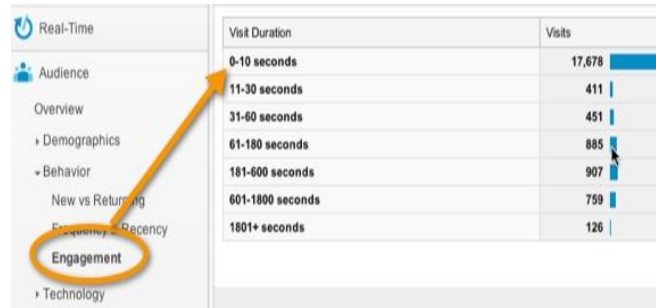 Real-Time
Audience
Overview
Demographics
Behavior
New vs Returning
Frequency & Recency
Engagement
Technology
Visit Duration Visits
0-10 seconds 17,678
11-30 seconds 411
31-60 seconds 451
61-180 seconds 885
181-600 seconds 907
601-1800 seconds 759
1801+ seconds 126